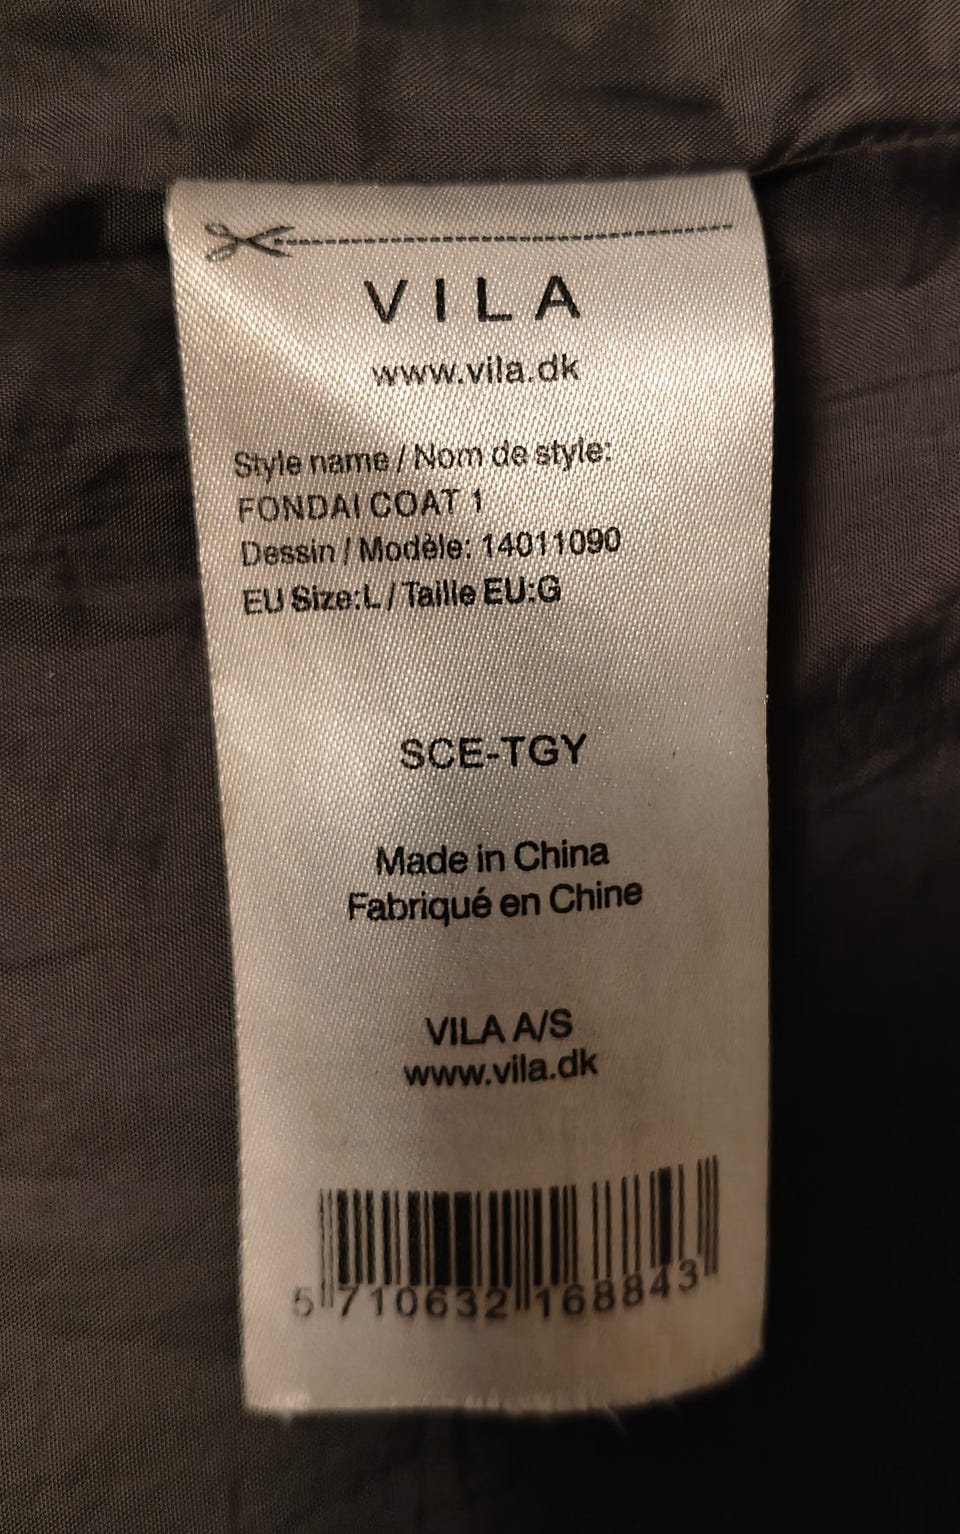 VILA
www.vila.dk
Style name / Nom de style:
FONDAI COAT 1
Dessin / Modèle: 14011090
EU Size:L / Taille EU:G
SCE-TGY
Made in China
Fabriqué en Chine
VILA A/S
www.vila.dk
5 710632 168843